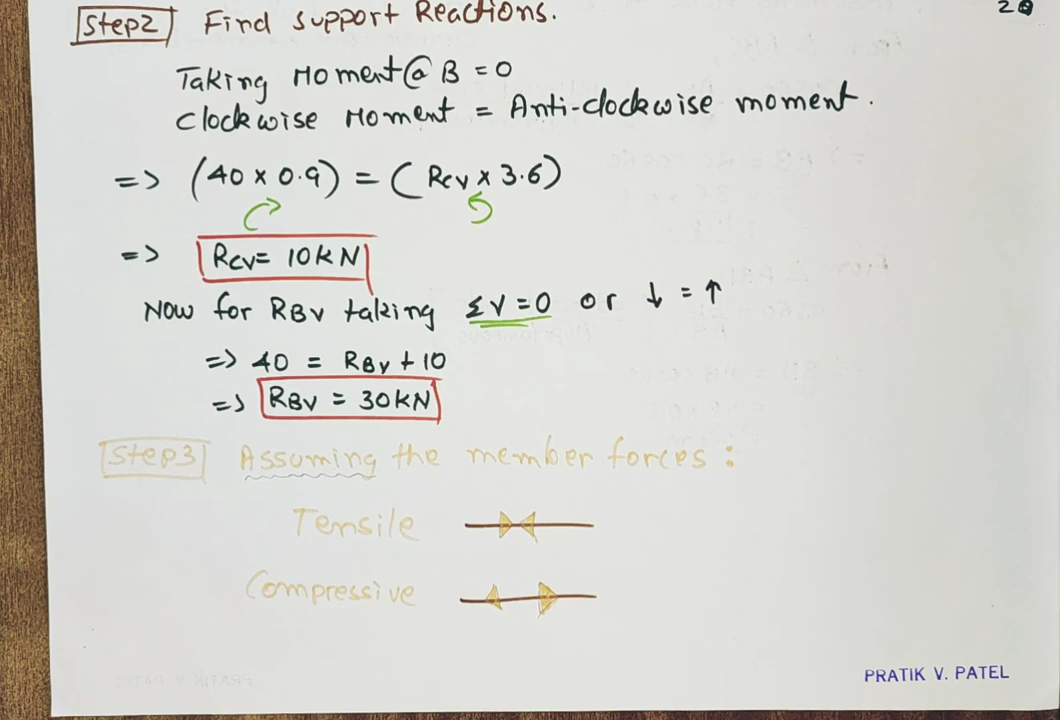 20
Step2 Find support Reactions.
Taking Moment@ B = 0
Clockwise Moment = Anti-clockwise moment.
=> (40 x 0.9) = (Rcv x 3.6)
=> Rcv= 10kN
Now for RBV taking ΣV=0 or ↓ = ↑
=> 40 = RBV + 10
=> RBV = 30kN
Step3 Assuming the member forces:
Tensile
Compressive
PRATIK V. PATEL